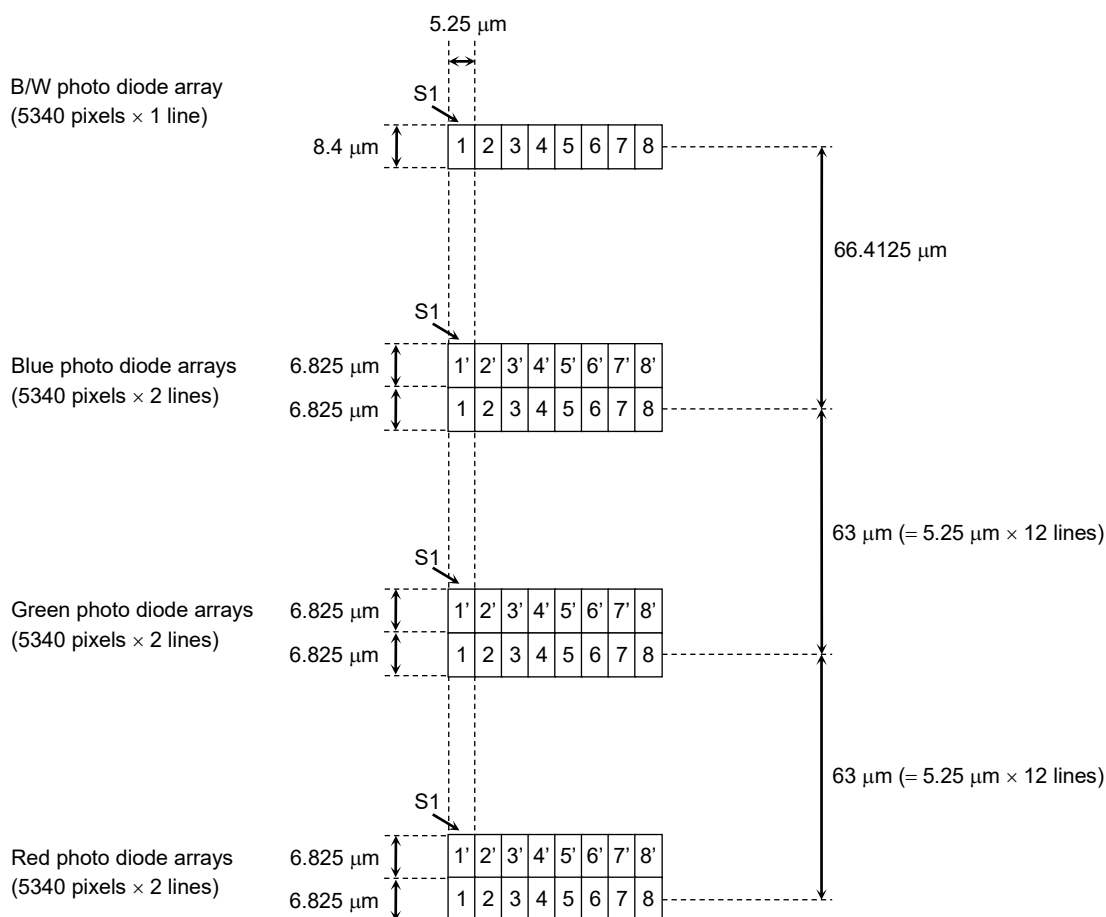 5.25 μm
B/W photo diode array
(5340 pixels × 1 line)
S1
8.4 μm
1 2 3 4 5 6 7 8
66.4125 μm
S1
Blue photo diode arrays
(5340 pixels × 2 lines)
6.825 μm
1’ 2’ 3’ 4’ 5’ 6’ 7’ 8’
6.825 μm
1 2 3 4 5 6 7 8
63 μm (= 5.25 μm × 12 lines)
S1
Green photo diode arrays
(5340 pixels × 2 lines)
6.825 μm
1’ 2’ 3’ 4’ 5’ 6’ 7’ 8’
6.825 μm
1 2 3 4 5 6 7 8
63 μm (= 5.25 μm × 12 lines)
S1
Red photo diode arrays
(5340 pixels × 2 lines)
6.825 μm
1’ 2’ 3’ 4’ 5’ 6’ 7’ 8’
6.825 μm
1 2 3 4 5 6 7 8